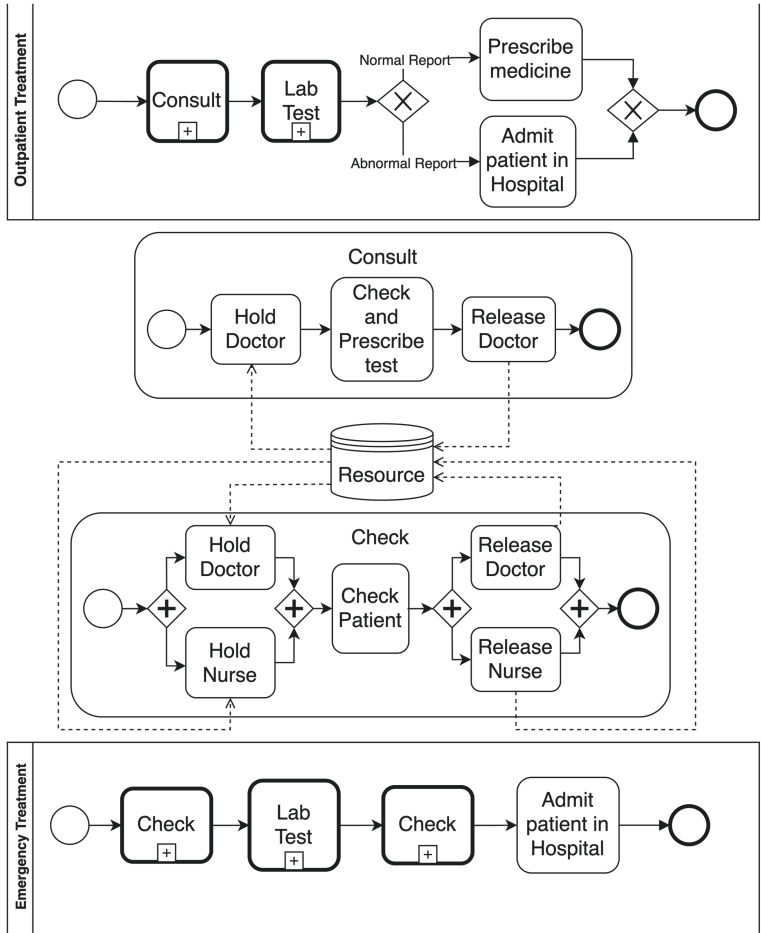 Outpatient Treatment
Consult
Lab
Test
Normal Report
Abnormal Report
Prescribe
medicine
Admit
patient in
Hospital
Consult
Hold
Doctor
Check
and
Prescribe
test
Release
Doctor
Resource
Check
Hold
Doctor
Hold
Nurse
Check
Patient
Release
Doctor
Release
Nurse
Emergency Treatment
Check
Lab
Test
Check
Admit
patient in
Hospital